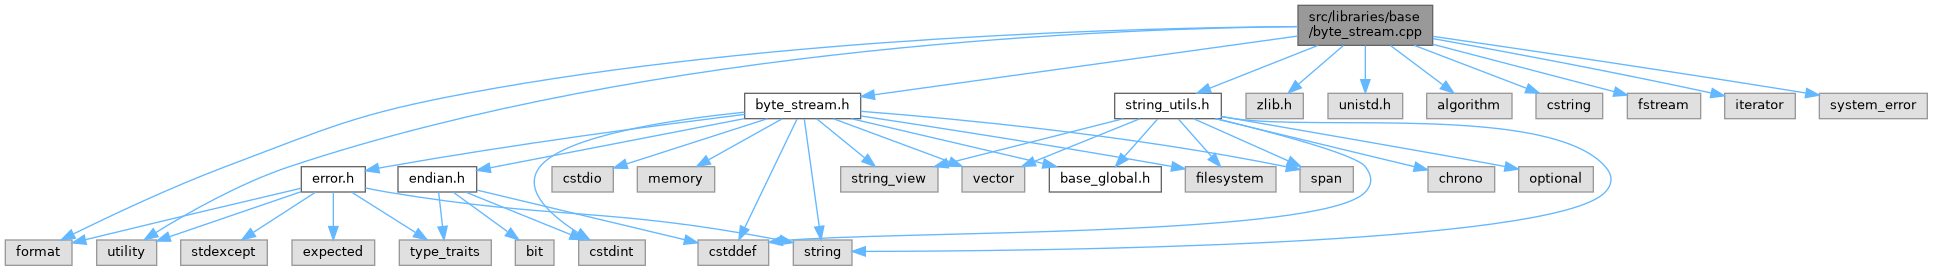 src/libraries/base
/byte_stream.cpp
byte_stream.h
string_utils.h
zlib.h
unistd.h
algorithm
cstring
fstream
iterator
system_error
error.h
endian.h
cstdio
memory
string_view
vector
base_global.h
filesystem
span
chrono
optional
format
utility
stdexcept
expected
type_traits
bit
cstdint
cstddef
string